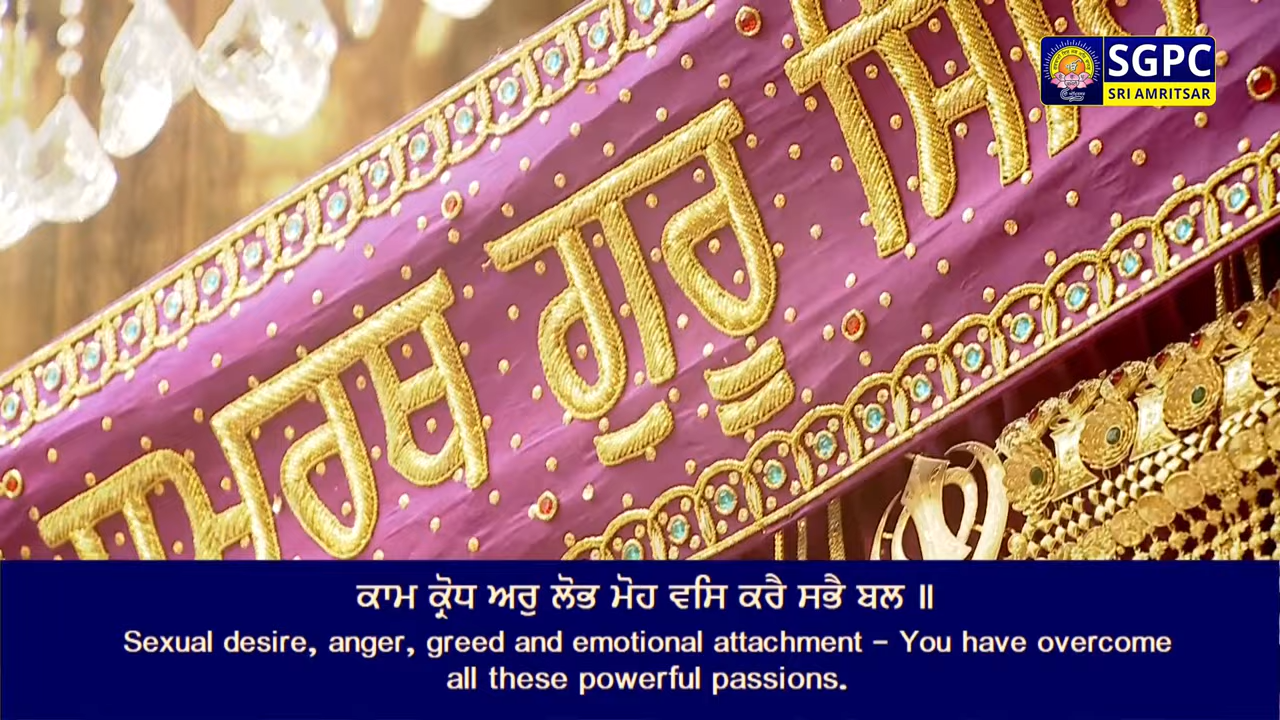 SGPC
SRI AMRITSAR
ਸਮਰਥ ਗੁਰੂ ਸਿਰਿ
ਕਾਮ ਕ੍ਰੋਧ ਅਰੁ ਲੋਭ ਮੋਹ ਵਸਿ ਕਰੈ ਸਭੈ ਬਲ ॥
Sexual desire, anger, greed and emotional attachment – You have overcome
all these powerful passions.